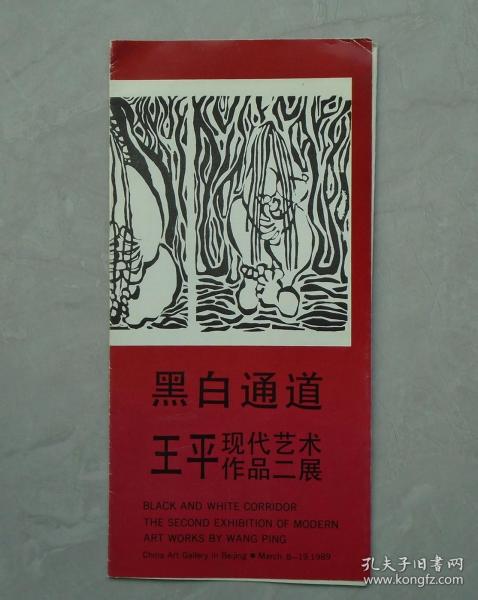 黑白通道
王平现代艺术
作品二展
BLACK AND WHITE CORRIDOR
THE SECOND EXHIBITION OF MODERN
ART WORKS BY WANG PING
China Art Gallery in Beijing ■ March 8-19.1989
孔夫子旧书网
www.kongfz.com